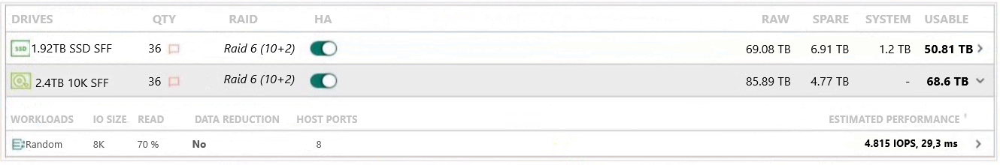 DRIVES QTY RAID HA RAW SPARE SYSTEM USABLE
SSD 1.92TB SSD SFF 36 Raid 6 (10+2) 69.08 TB 6.91 TB 1.2 TB 50.81 TB
2.4TB 10K SFF 36 Raid 6 (10+2) 85.89 TB 4.77 TB - 68.6 TB
WORKLOADS IO SIZE READ DATA REDUCTION HOST PORTS ESTIMATED PERFORMANCE
Random 8K 70 % No 8 4.815 IOPS, 29,3 ms